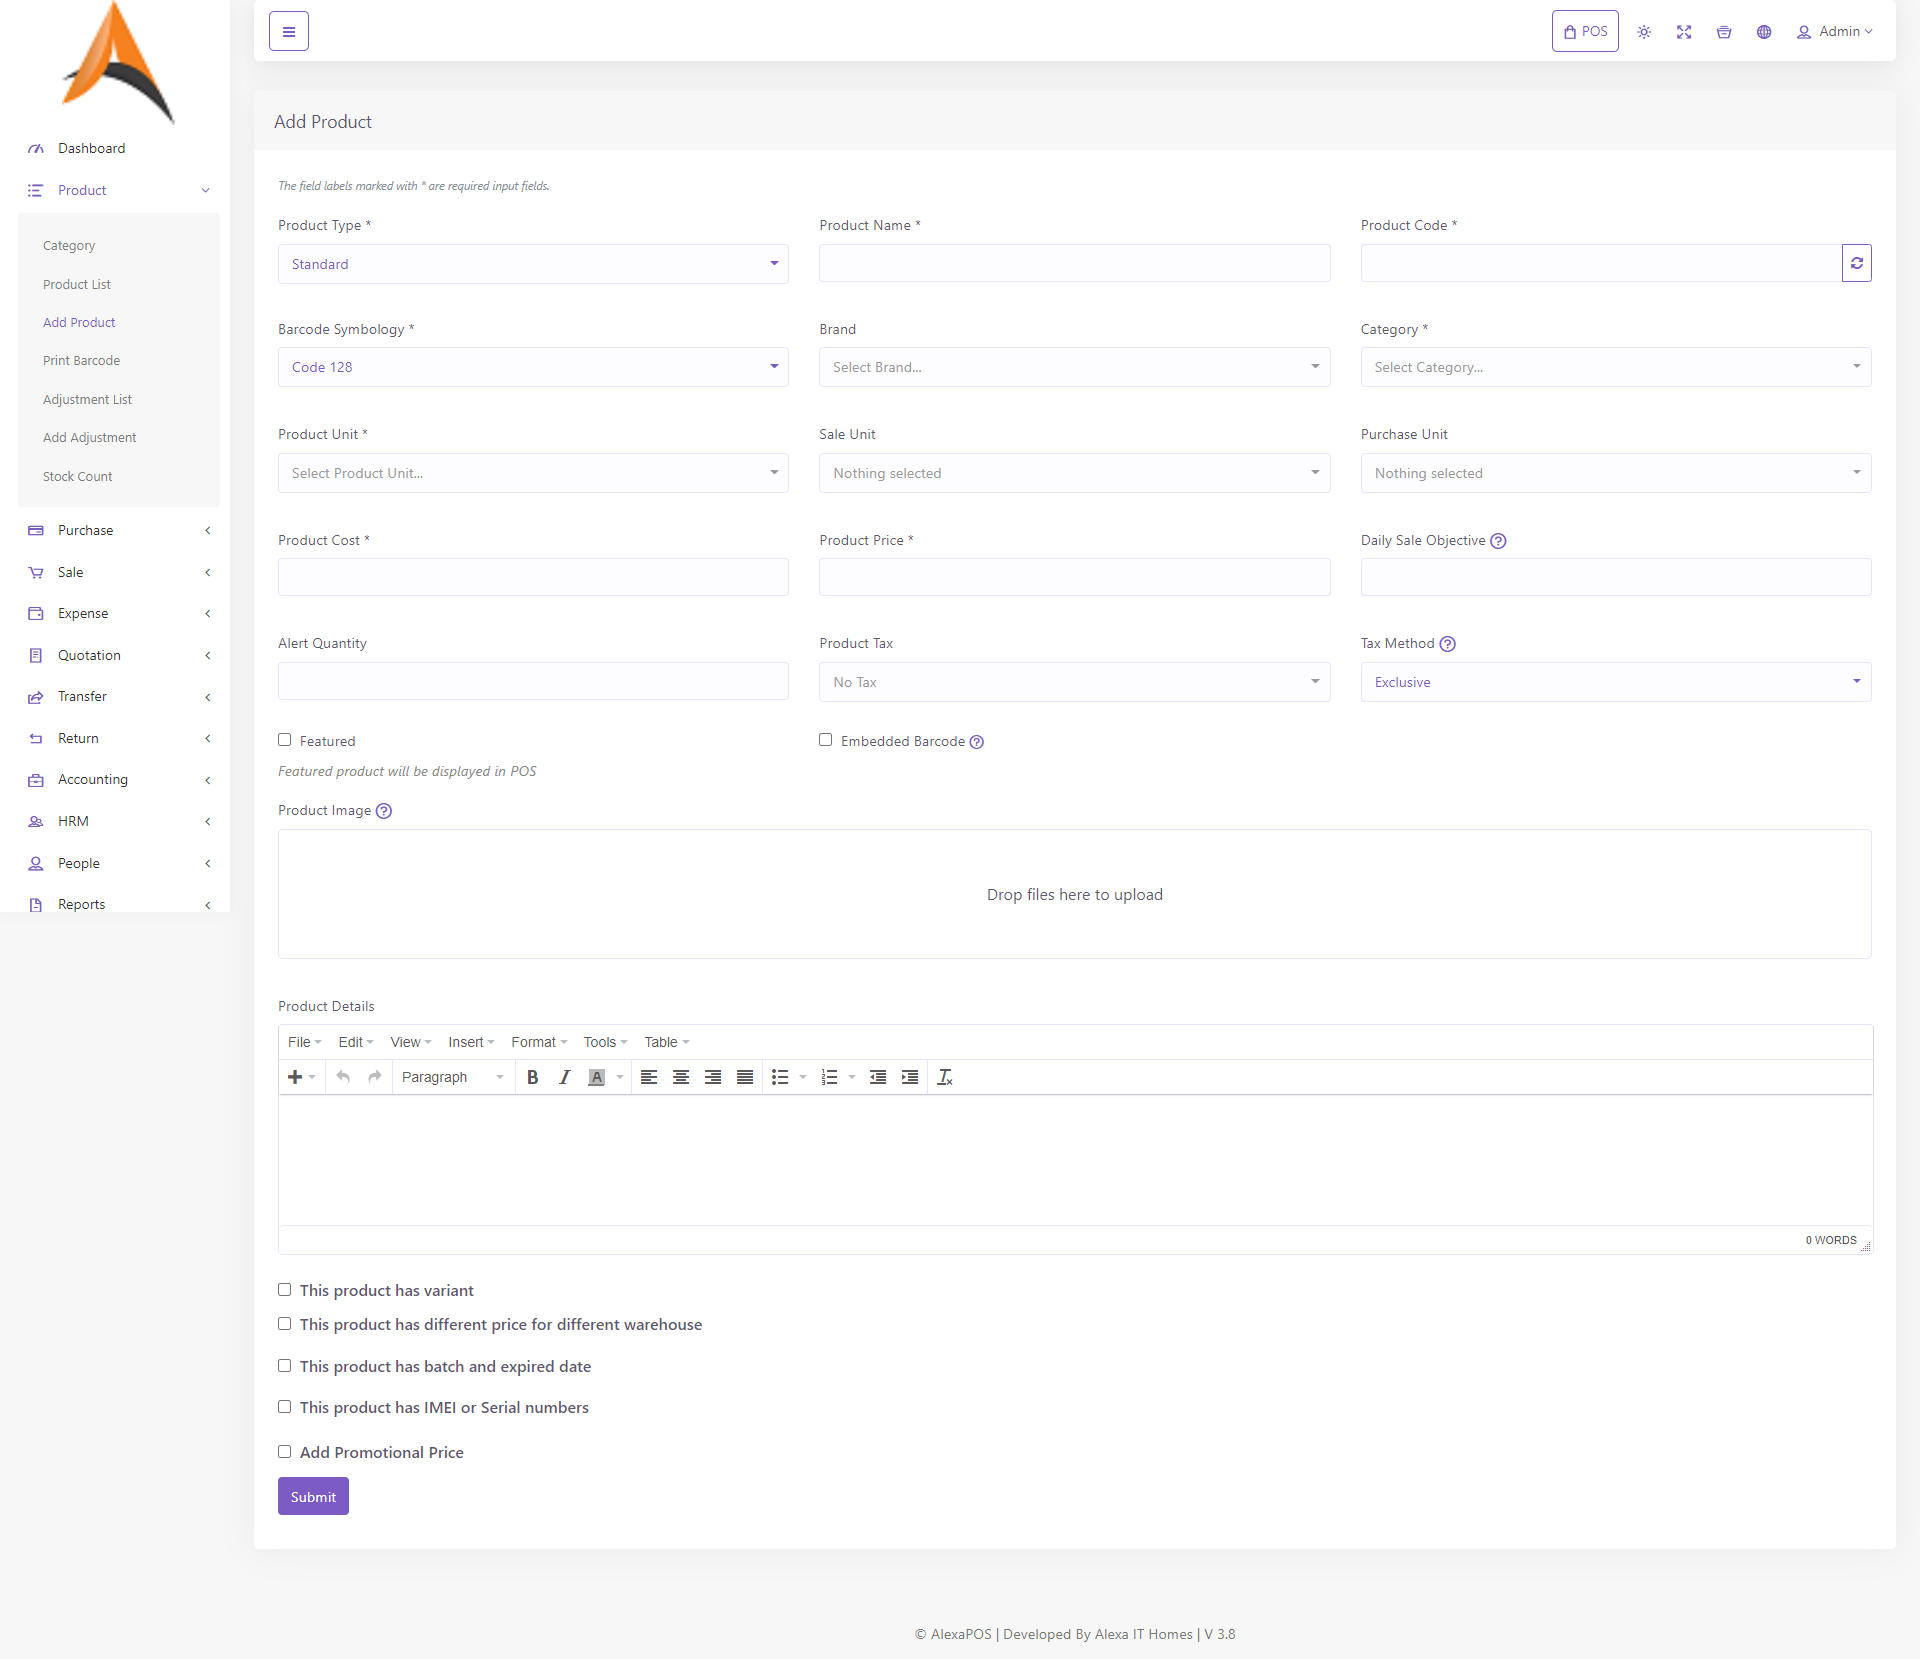 POS
Admin
Dashboard
Product
Category
Product List
Add Product
Print Barcode
Adjustment List
Add Adjustment
Stock Count
Purchase
Sale
Expense
Quotation
Transfer
Return
Accounting
HRM
People
Reports
Add Product
The field labels marked with * are required input fields.
Product Type *
Standard
Product Name *
Product Code *
Barcode Symbology *
Code 128
Brand
Select Brand...
Category *
Select Category...
Product Unit *
Select Product Unit...
Sale Unit
Nothing selected
Purchase Unit
Nothing selected
Product Cost *
Product Price *
Daily Sale Objective
Alert Quantity
Product Tax
No Tax
Tax Method
Exclusive
Featured
Embedded Barcode
Featured product will be displayed in POS
Product Image
Drop files here to upload
Product Details
File Edit View Insert Format Tools Table
Paragraph
0 WORDS
This product has variant
This product has different price for different warehouse
This product has batch and expired date
This product has IMEI or Serial numbers
Add Promotional Price
Submit
© AlexaPOS | Developed By Alexa IT Homes | V 3.8